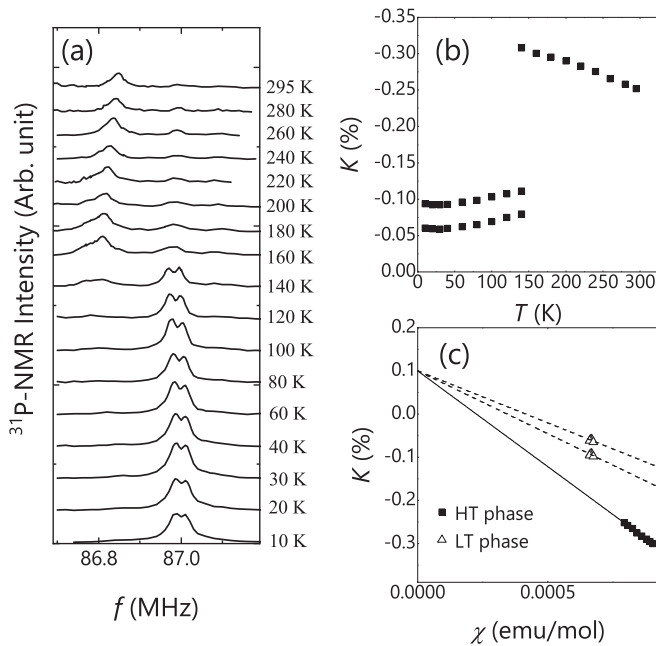 (a)
295 K
280 K
260 K
240 K
220 K
200 K
180 K
160 K
140 K
120 K
100 K
80 K
60 K
40 K
30 K
20 K
10 K
³¹P-NMR Intensity (Arb. unit)
86.8 87.0
f (MHz)
(b)
-0.35
-0.30
-0.25
-0.20
-0.15
-0.10
-0.05
0.00
K (%)
0 50 100 150 200 250 300
T (K)
(c)
0.2
0.1
0.0
-0.1
-0.2
-0.3
K (%)
HT phase
LT phase
0.0000 0.0005
χ (emu/mol)